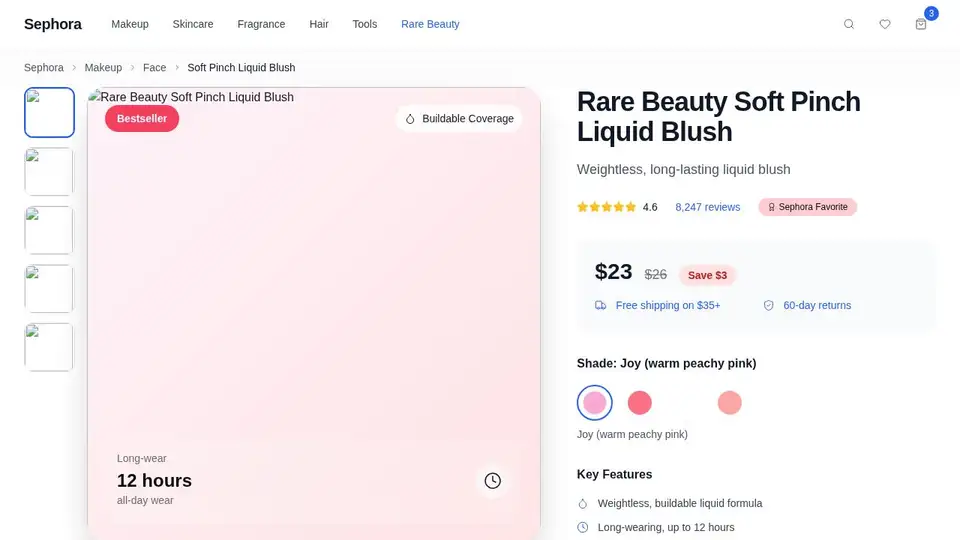 Sephora
Makeup
Skincare
Fragrance
Hair
Tools
Rare Beauty
3
Sephora > Makeup > Face > Soft Pinch Liquid Blush
Rare Beauty Soft Pinch Liquid Blush
Bestseller
Buildable Coverage
Long-wear
12 hours
all-day wear
Rare Beauty Soft Pinch
Liquid Blush
Weightless, long-lasting liquid blush
4.6
8,247 reviews
Sephora Favorite
$23 $26 Save $3
Free shipping on $35+
60-day returns
Shade: Joy (warm peachy pink)
Joy (warm peachy pink)
Key Features
Weightless, buildable liquid formula
Long-wearing, up to 12 hours